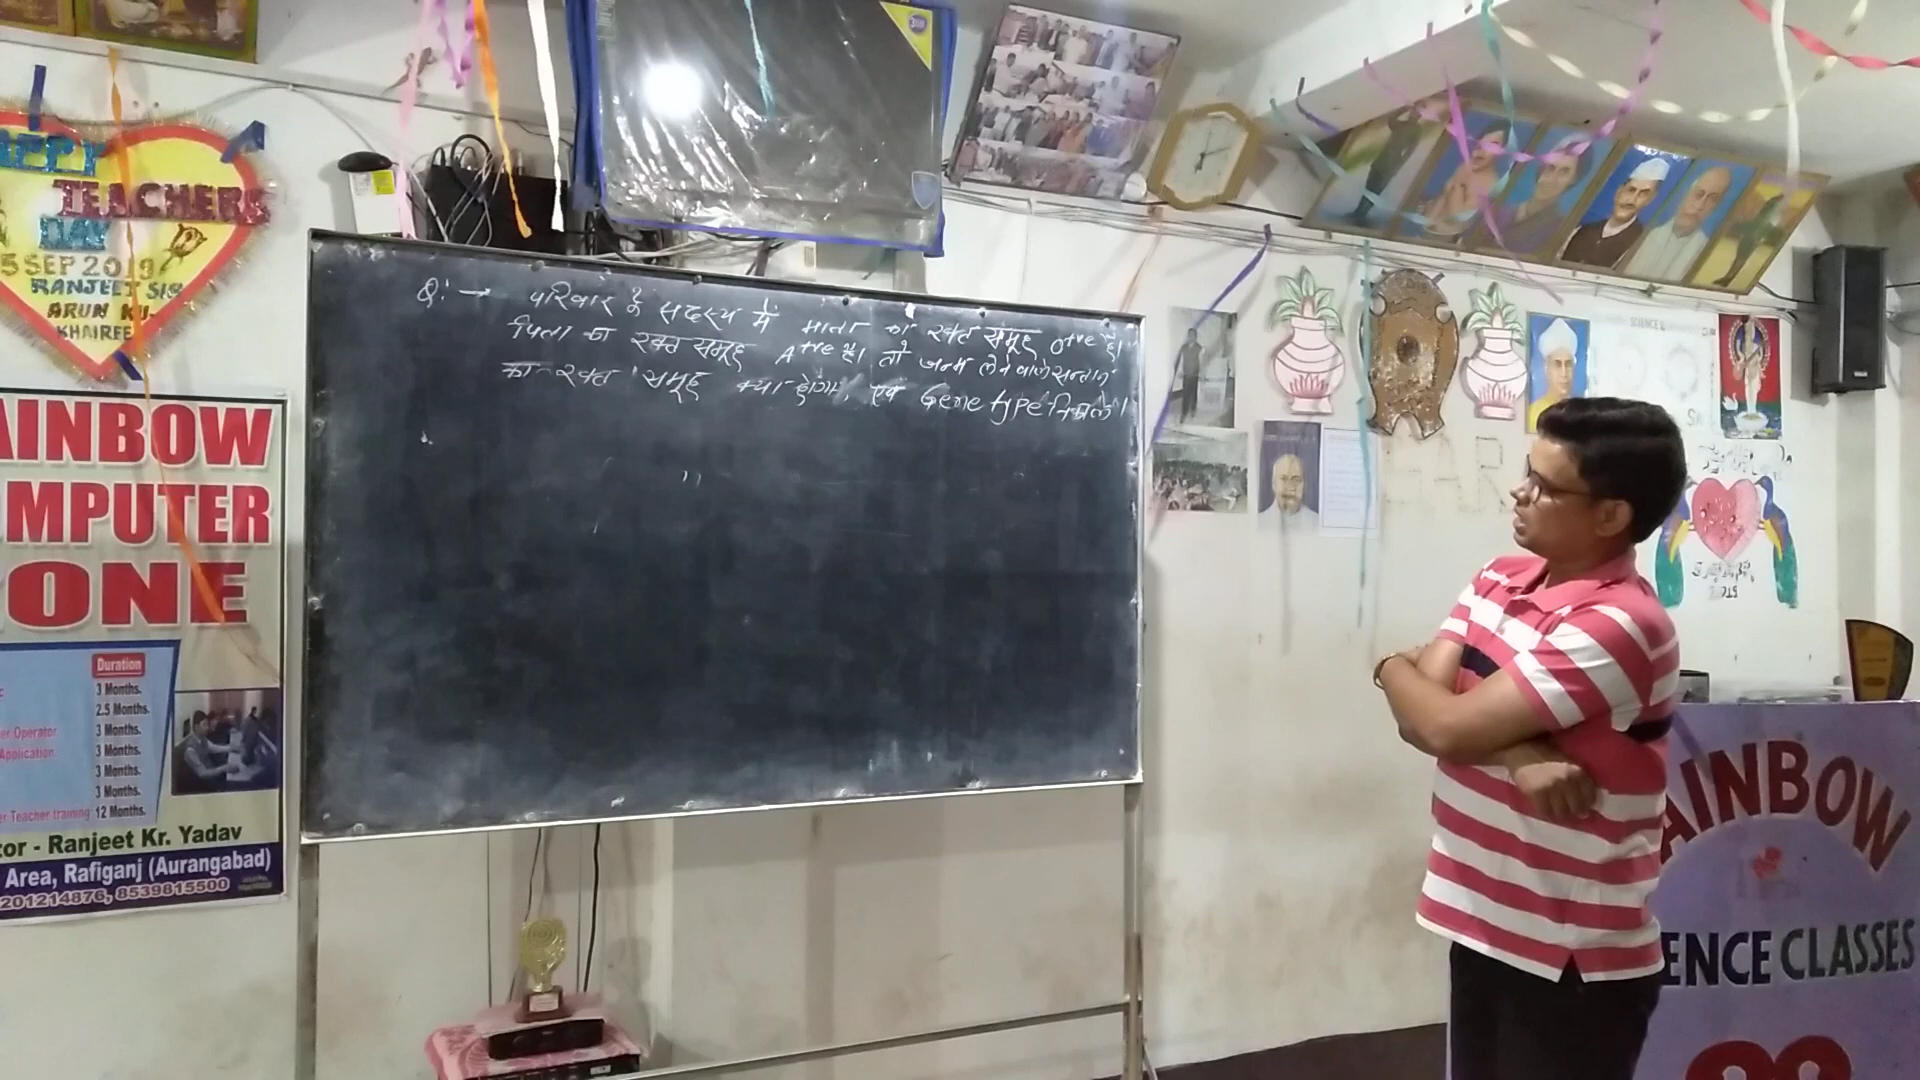 HAPPY
TEACHERS
DAY
5 SEP 2019
RANJEET SIR
ARUN KU-
KHAIREE
Q:→ परिवार के सदस्य में माता का रक्त समूह O+ve है।
पिता का रक्त समूह A+ve है। तो जन्म लेने वाले सन्तान
का रक्त समूह क्या होगा, एवं Gene type निकाले।
AINBOW
MPUTER
ONE
Duration
3 Months.
2.5 Months.
er Operator 3 Months.
Application 3 Months.
3 Months.
3 Months.
er Teacher training 12 Months.
tor - Ranjeet Kr. Yadav
Area, Rafiganj (Aurangabad)
201214876, 8539815500
AINBOW
ENCE CLASSES